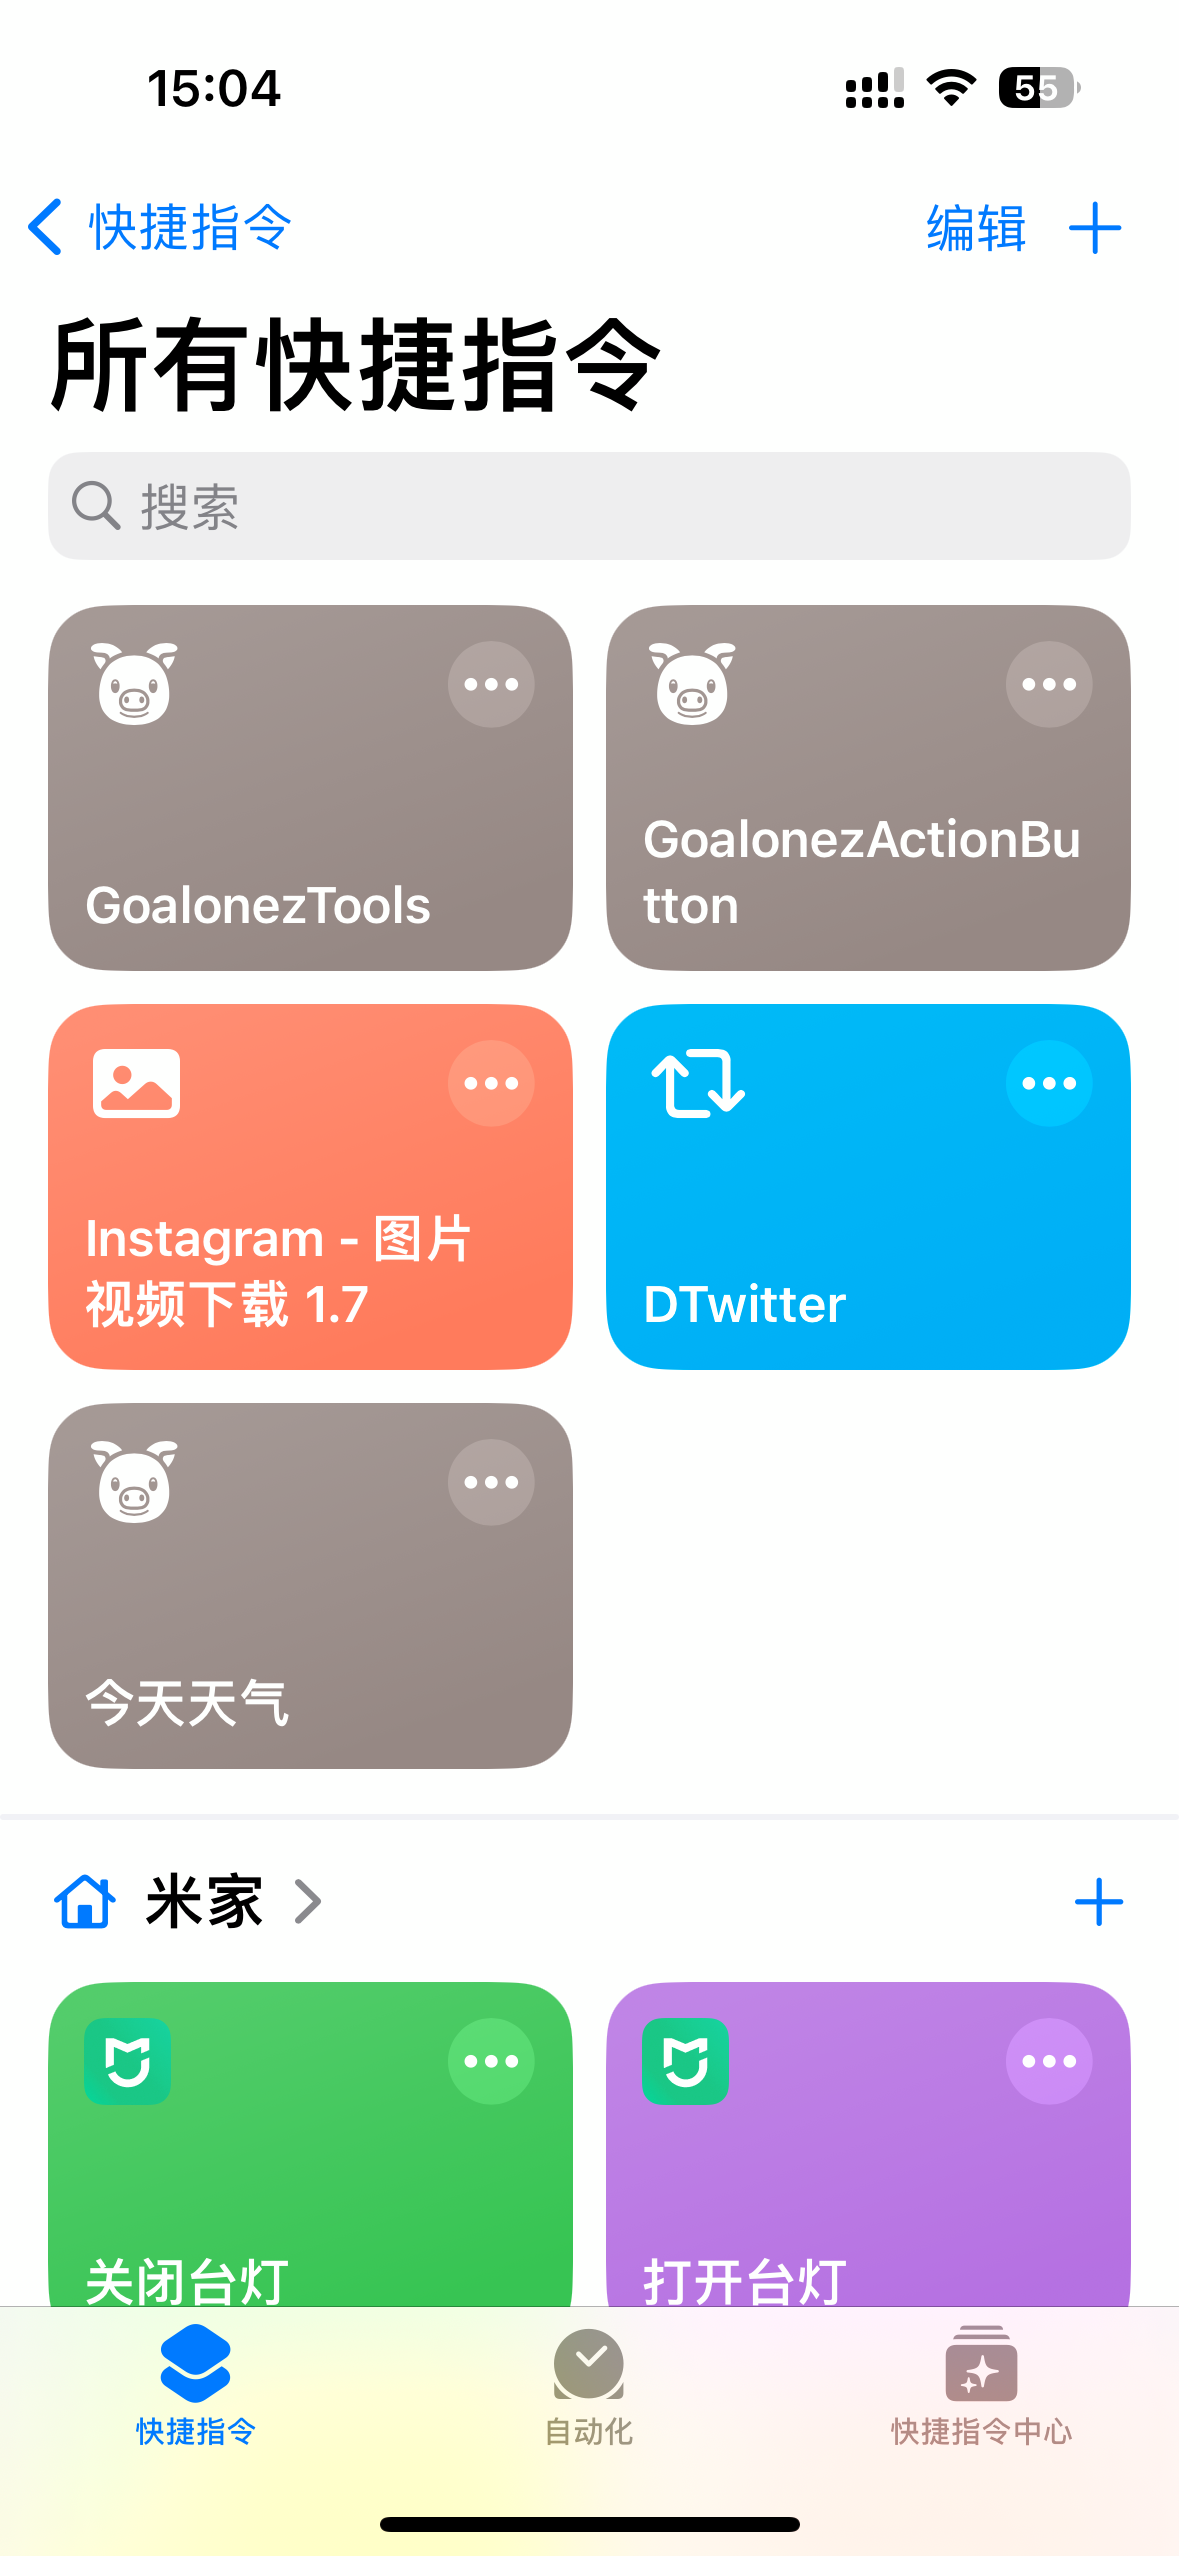 15:04
55
快捷指令
编辑
所有快捷指令
搜索
GoalonezTools
GoalonezActionBu
tton
Instagram - 图片
视频下载 1.7
DTwitter
今天天气
米家
关闭台灯
打开台灯
快捷指令
自动化
快捷指令中心